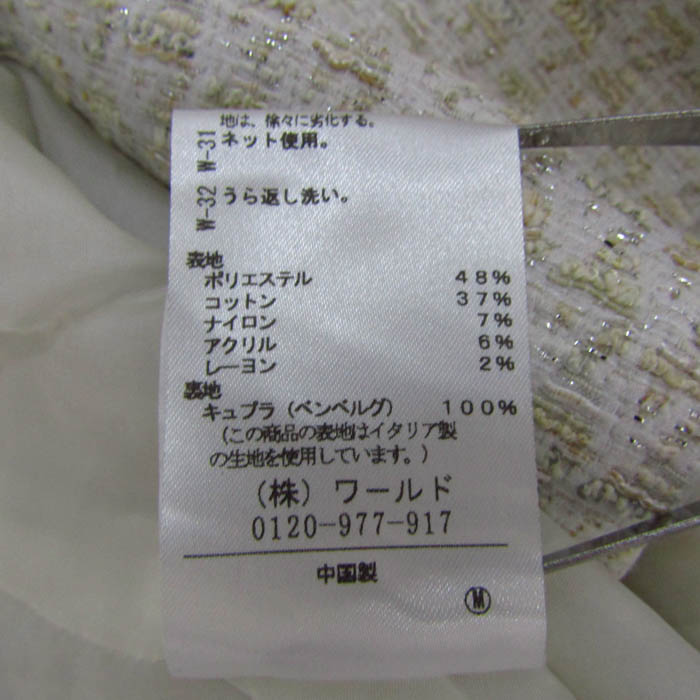 地は、徐々に劣化する。
W-31 ネット使用。
W-32 うら返し洗い。
表地
ポリエステル 48%
コットン 37%
ナイロン 7%
アクリル 6%
レーヨン 2%
裏地
キュプラ（ベンベルグ） 100%
（この商品の表地はイタリア製
の生地を使用しています。）
（株）ワールド
0120-977-917
中国製
Ⓜ